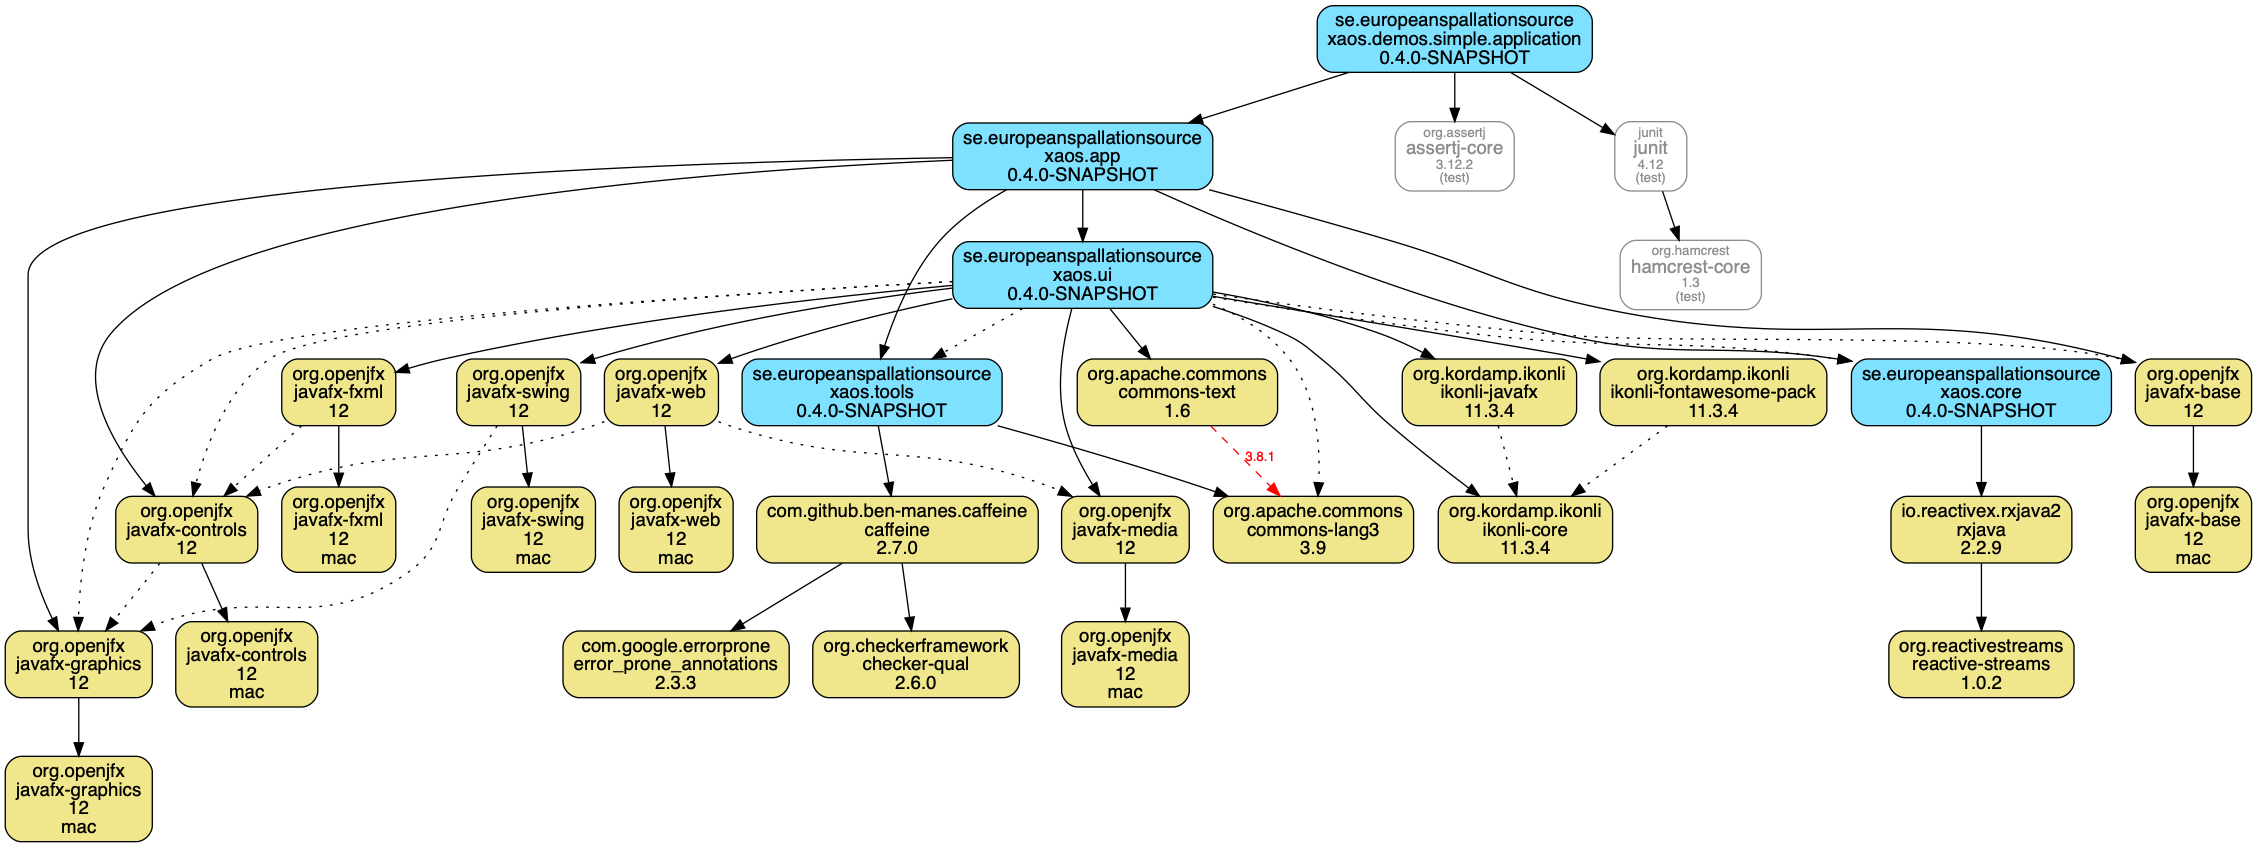 se.europeanspallationsource
xaos.demos.simple.application
0.4.0-SNAPSHOT
se.europeanspallationsource
xaos.app
0.4.0-SNAPSHOT
org.assertj
assertj-core
3.12.2
(test)
junit
junit
4.12
(test)
se.europeanspallationsource
xaos.ui
0.4.0-SNAPSHOT
org.hamcrest
hamcrest-core
1.3
(test)
org.openjfx
javafx-fxml
12
org.openjfx
javafx-swing
12
org.openjfx
javafx-web
12
se.europeanspallationsource
xaos.tools
0.4.0-SNAPSHOT
org.apache.commons
commons-text
1.6
org.kordamp.ikonli
ikonli-javafx
11.3.4
org.kordamp.ikonli
ikonli-fontawesome-pack
11.3.4
se.europeanspallationsource
xaos.core
0.4.0-SNAPSHOT
org.openjfx
javafx-base
12
3.8.1
org.openjfx
javafx-controls
12
org.openjfx
javafx-fxml
12
mac
org.openjfx
javafx-swing
12
mac
org.openjfx
javafx-web
12
mac
com.github.ben-manes.caffeine
caffeine
2.7.0
org.openjfx
javafx-media
12
org.apache.commons
commons-lang3
3.9
org.kordamp.ikonli
ikonli-core
11.3.4
io.reactivex.rxjava2
rxjava
2.2.9
org.openjfx
javafx-base
12
mac
org.openjfx
javafx-graphics
12
org.openjfx
javafx-controls
12
mac
com.google.errorprone
error_prone_annotations
2.3.3
org.checkerframework
checker-qual
2.6.0
org.openjfx
javafx-media
12
mac
org.reactivestreams
reactive-streams
1.0.2
org.openjfx
javafx-graphics
12
mac